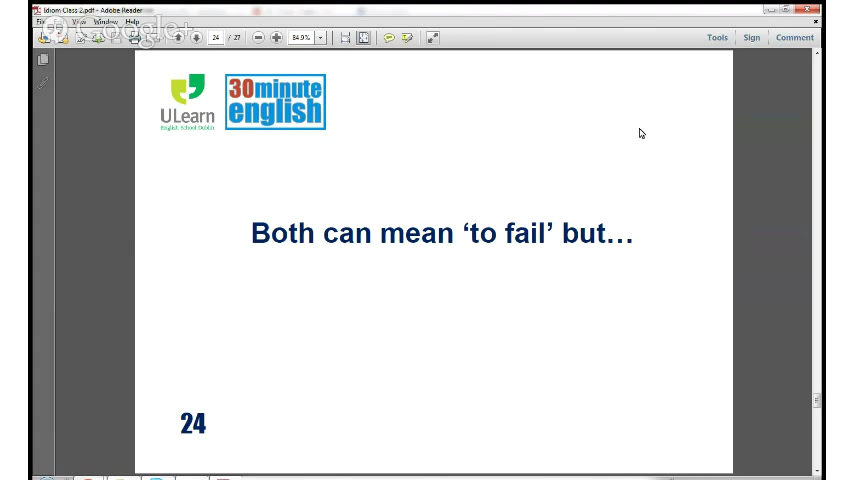 Idiom Class 2.pdf - Adobe Reader
View Window Help
Google+
24 / 27 84.9% Tools Sign Comment
ULearn
English School Dublin
30minute
english
Both can mean ‘to fail’ but…
24